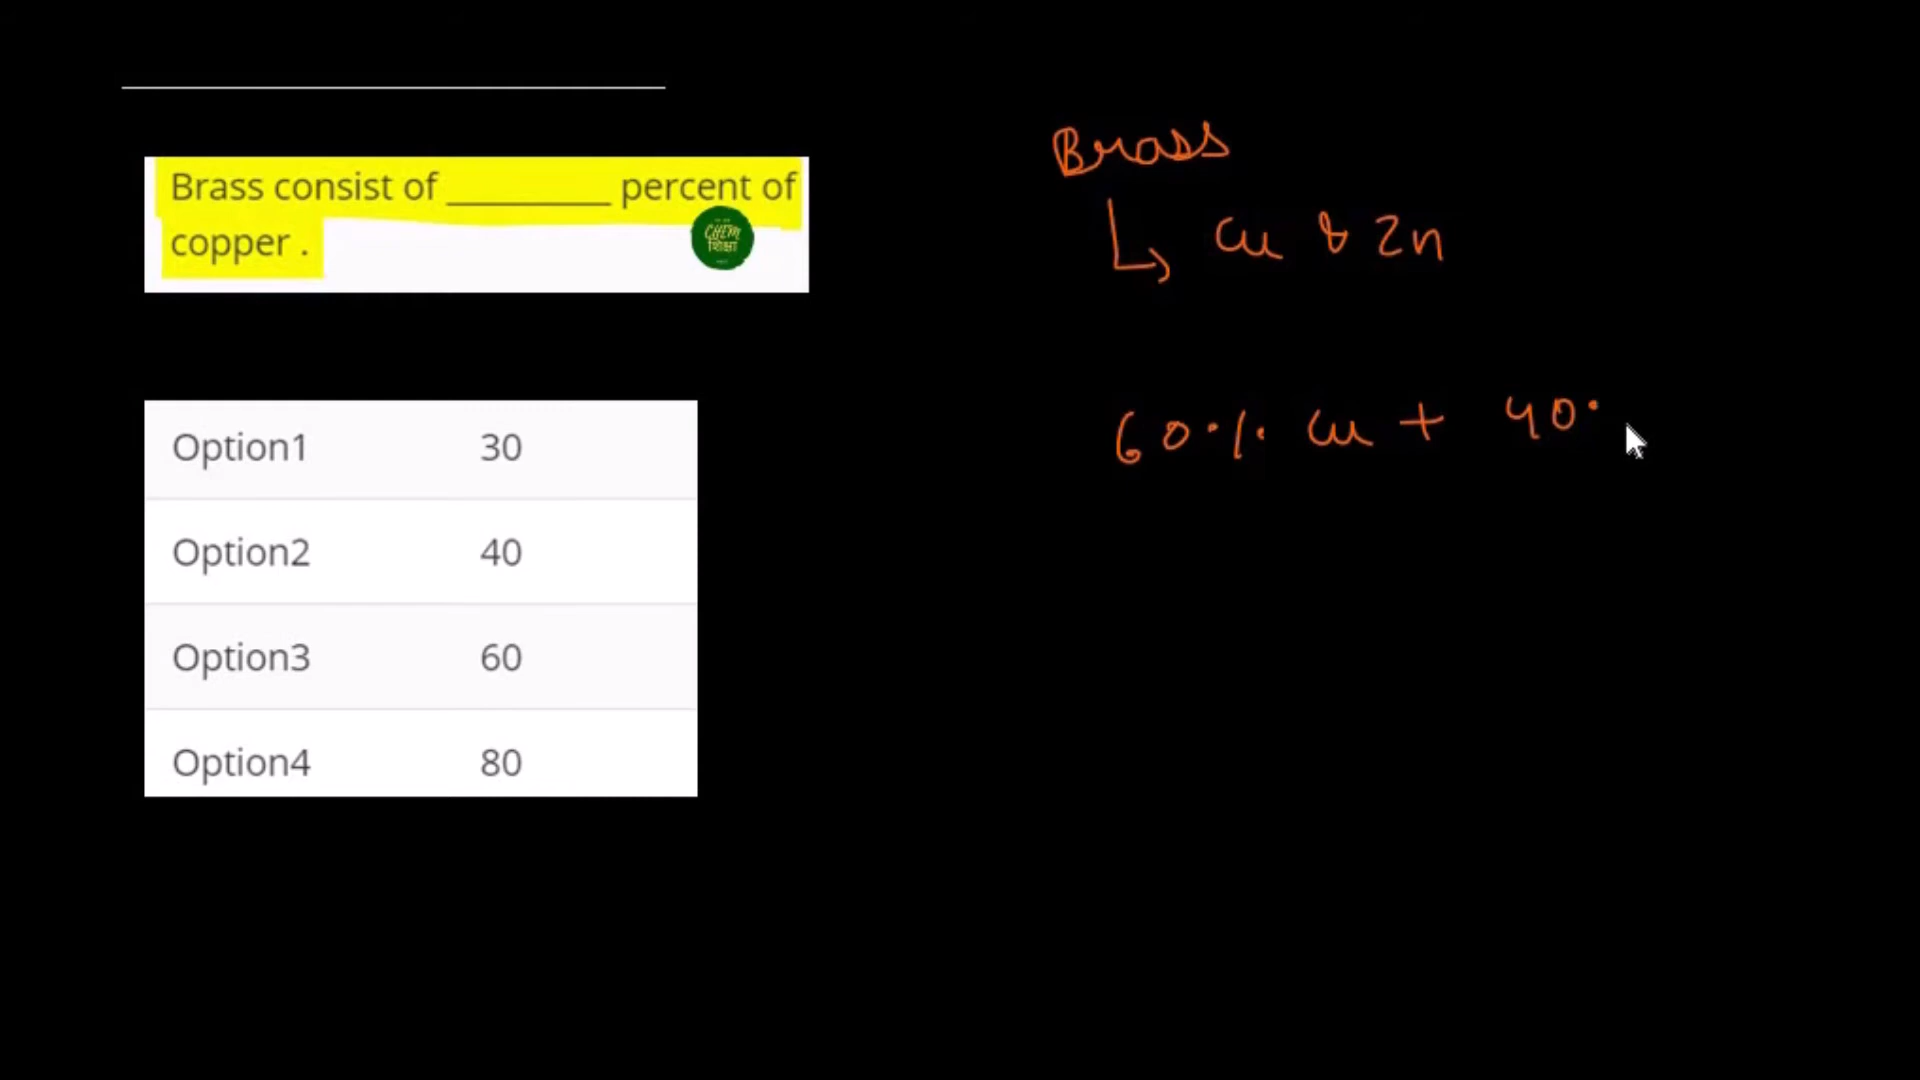 Brass consist of ________ percent of
copper .
CHEM
शिक्षा
Option1 30
Option2 40
Option3 60
Option4 80
Brass
↳ Cu & Zn
60% Cu + 40·